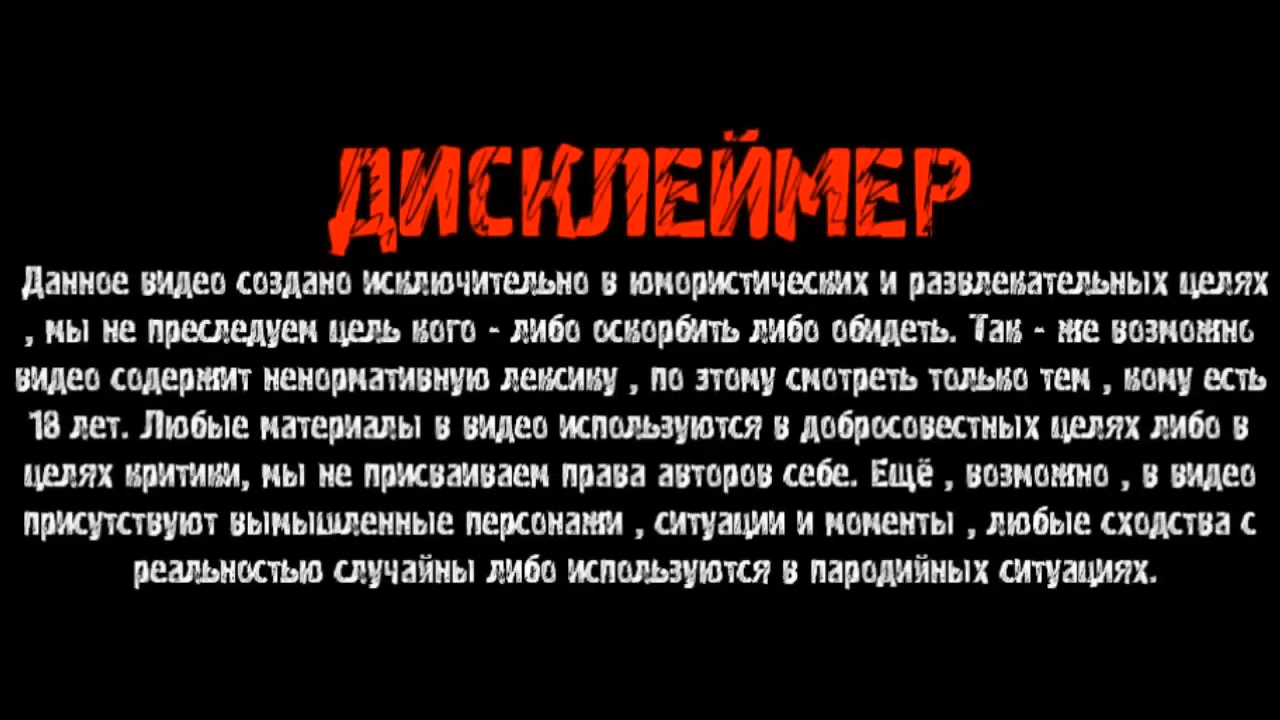 ДИСКЛЕЙМЕР
Данное видео создано исключительно в юмористических и развлекательных целях
, мы не преследуем цель кого - либо оскорбить либо обидеть. Так - же возможно
видео содержит ненормативную лексику , по этому смотреть только тем , кому есть
18 лет. Любые материалы в видео используются в добросовестных целях либо в
целях критики, мы не присваиваем права авторов себе. Ещё , возможно , в видео
присутствуют вымышленные персонажи , ситуации и моменты , любые сходства с
реальностью случайны либо используются в пародийных ситуациях.